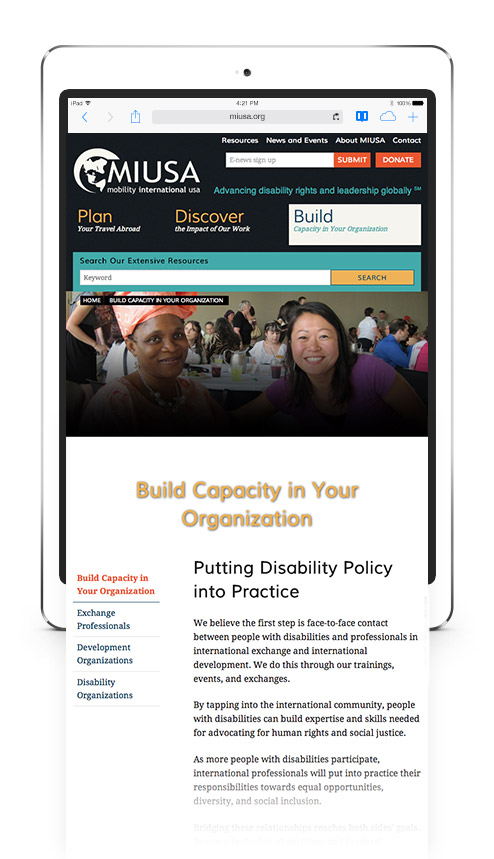 iPad 4:21 PM 100%
miusa.org
Resources News and Events About MIUSA Contact
E-news sign up SUBMIT DONATE
MIUSA
mobility international usa
Advancing disability rights and leadership globally SM
Plan Discover Build
Your Travel Abroad the Impact of Our Work Capacity in Your Organization
Search Our Extensive Resources
Keyword SEARCH
HOME BUILD CAPACITY IN YOUR ORGANIZATION
Build Capacity in Your
Organization
Build Capacity in
Your Organization
Exchange
Professionals
Development
Organizations
Disability
Organizations
Putting Disability Policy
into Practice
We believe the first step is face-to-face contact
between people with disabilities and professionals in
international exchange and international
development. We do this through our trainings,
events, and exchanges.
By tapping into the international community, people
with disabilities can build expertise and skills needed
for advocating for human rights and social justice.
As more people with disabilities participate,
international professionals will put into practice their
responsibilities towards equal opportunities,
diversity, and social inclusion.
Bridging these relationships reaches both sides' goals.